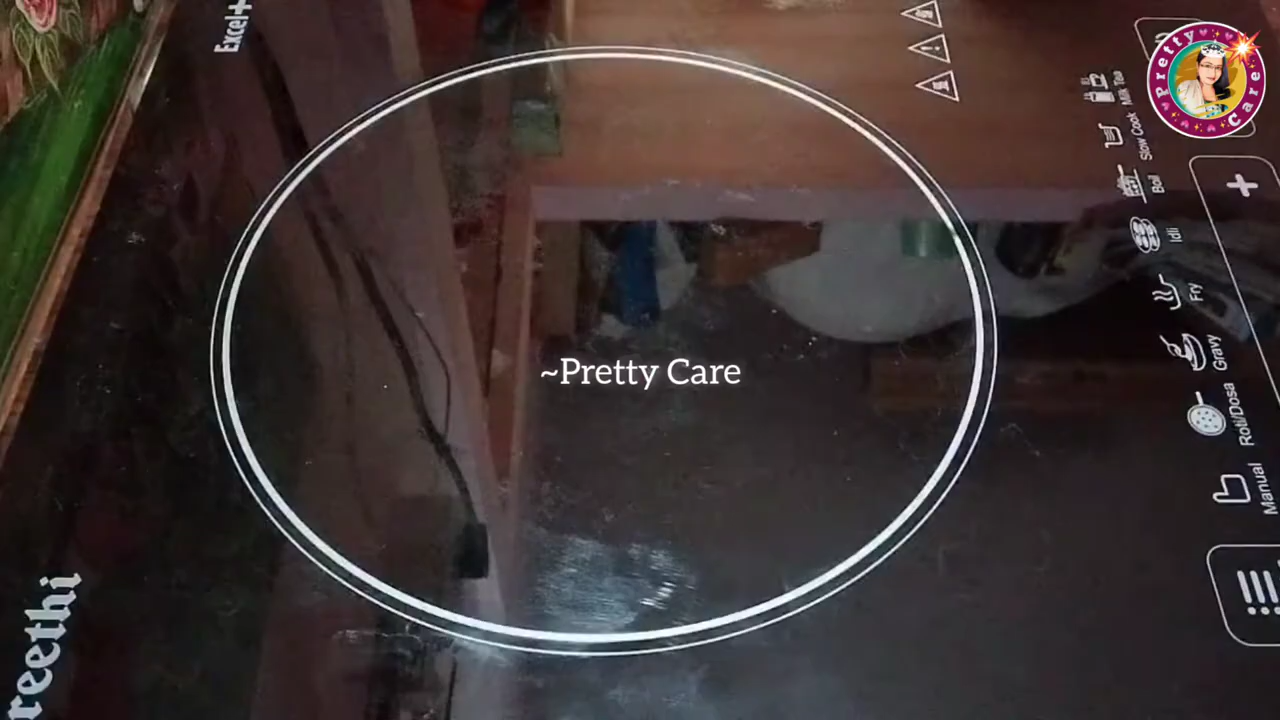 Excel+
reethi
~Pretty Care
Milk Tea
Slow Cook
Boil
Idli
Fry
Gravy
Roti/Dosa
Manual
+
Pretty
Care